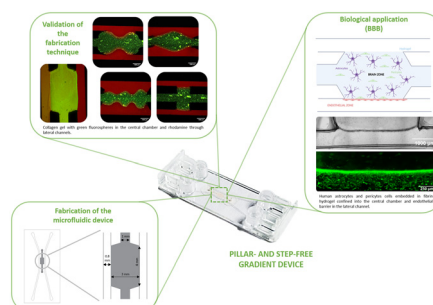 Validation of
the
fabrication
technique
Collagen gel with green fluorospheres in the central chamber and rhodamine through
lateral channels.
Biological application
(BBB)
BRAIN ZONE
Human astrocytes and pericytes cells embedded in fibrin
hydrogel confined into the central chamber and endothelial
barrier in the lateral channel.
Fabrication of the
microfluidic device
PILLAR- AND STEP-FREE
GRADIENT DEVICE